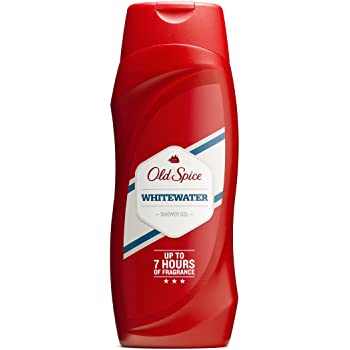 Old Spice
WHITEWATER
SHOWER GEL
UP TO
7 HOURS
OF FRAGRANCE